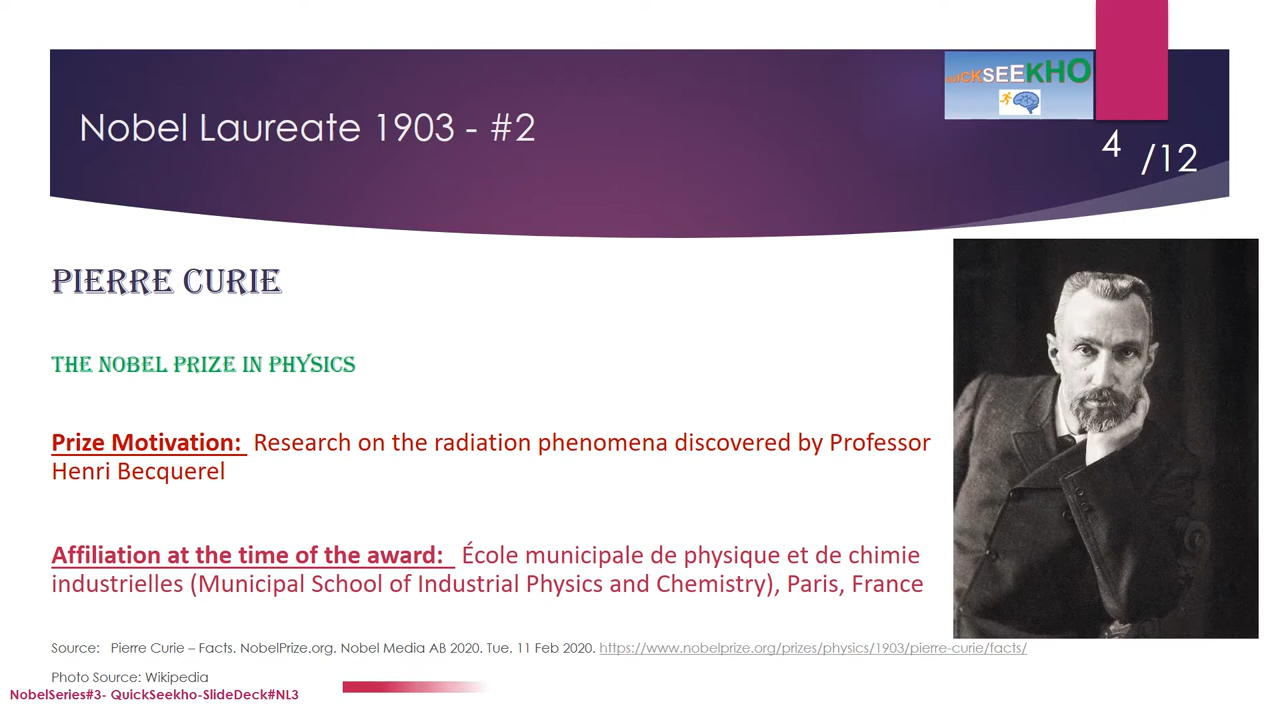 QUICKSEEKHO
Nobel Laureate 1903 - #2
4 /12
PIERRE CURIE
THE NOBEL PRIZE IN PHYSICS
Prize Motivation: Research on the radiation phenomena discovered by Professor
Henri Becquerel
Affiliation at the time of the award: École municipale de physique et de chimie
industrielles (Municipal School of Industrial Physics and Chemistry), Paris, France
Source: Pierre Curie – Facts. NobelPrize.org. Nobel Media AB 2020. Tue. 11 Feb 2020. https://www.nobelprize.org/prizes/physics/1903/pierre-curie/facts/
Photo Source: Wikipedia
NobelSeries#3- QuickSeekho-SlideDeck#NL3